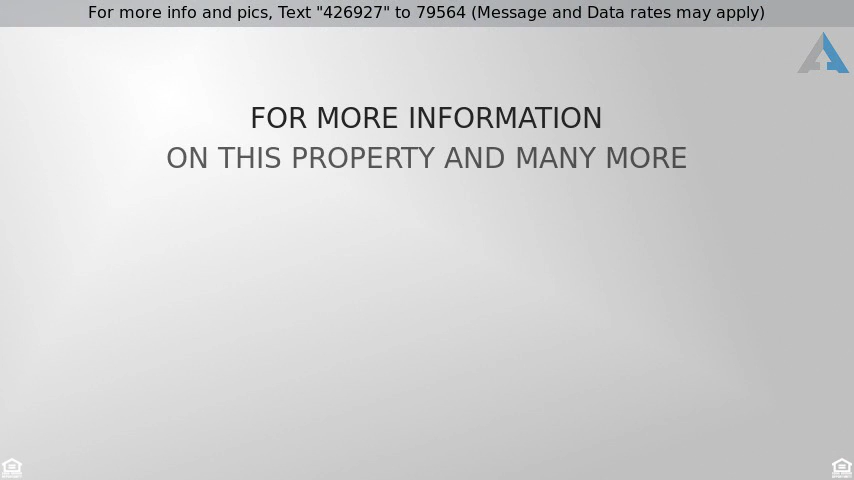 For more info and pics, Text "426927" to 79564 (Message and Data rates may apply)
FOR MORE INFORMATION
ON THIS PROPERTY AND MANY MORE